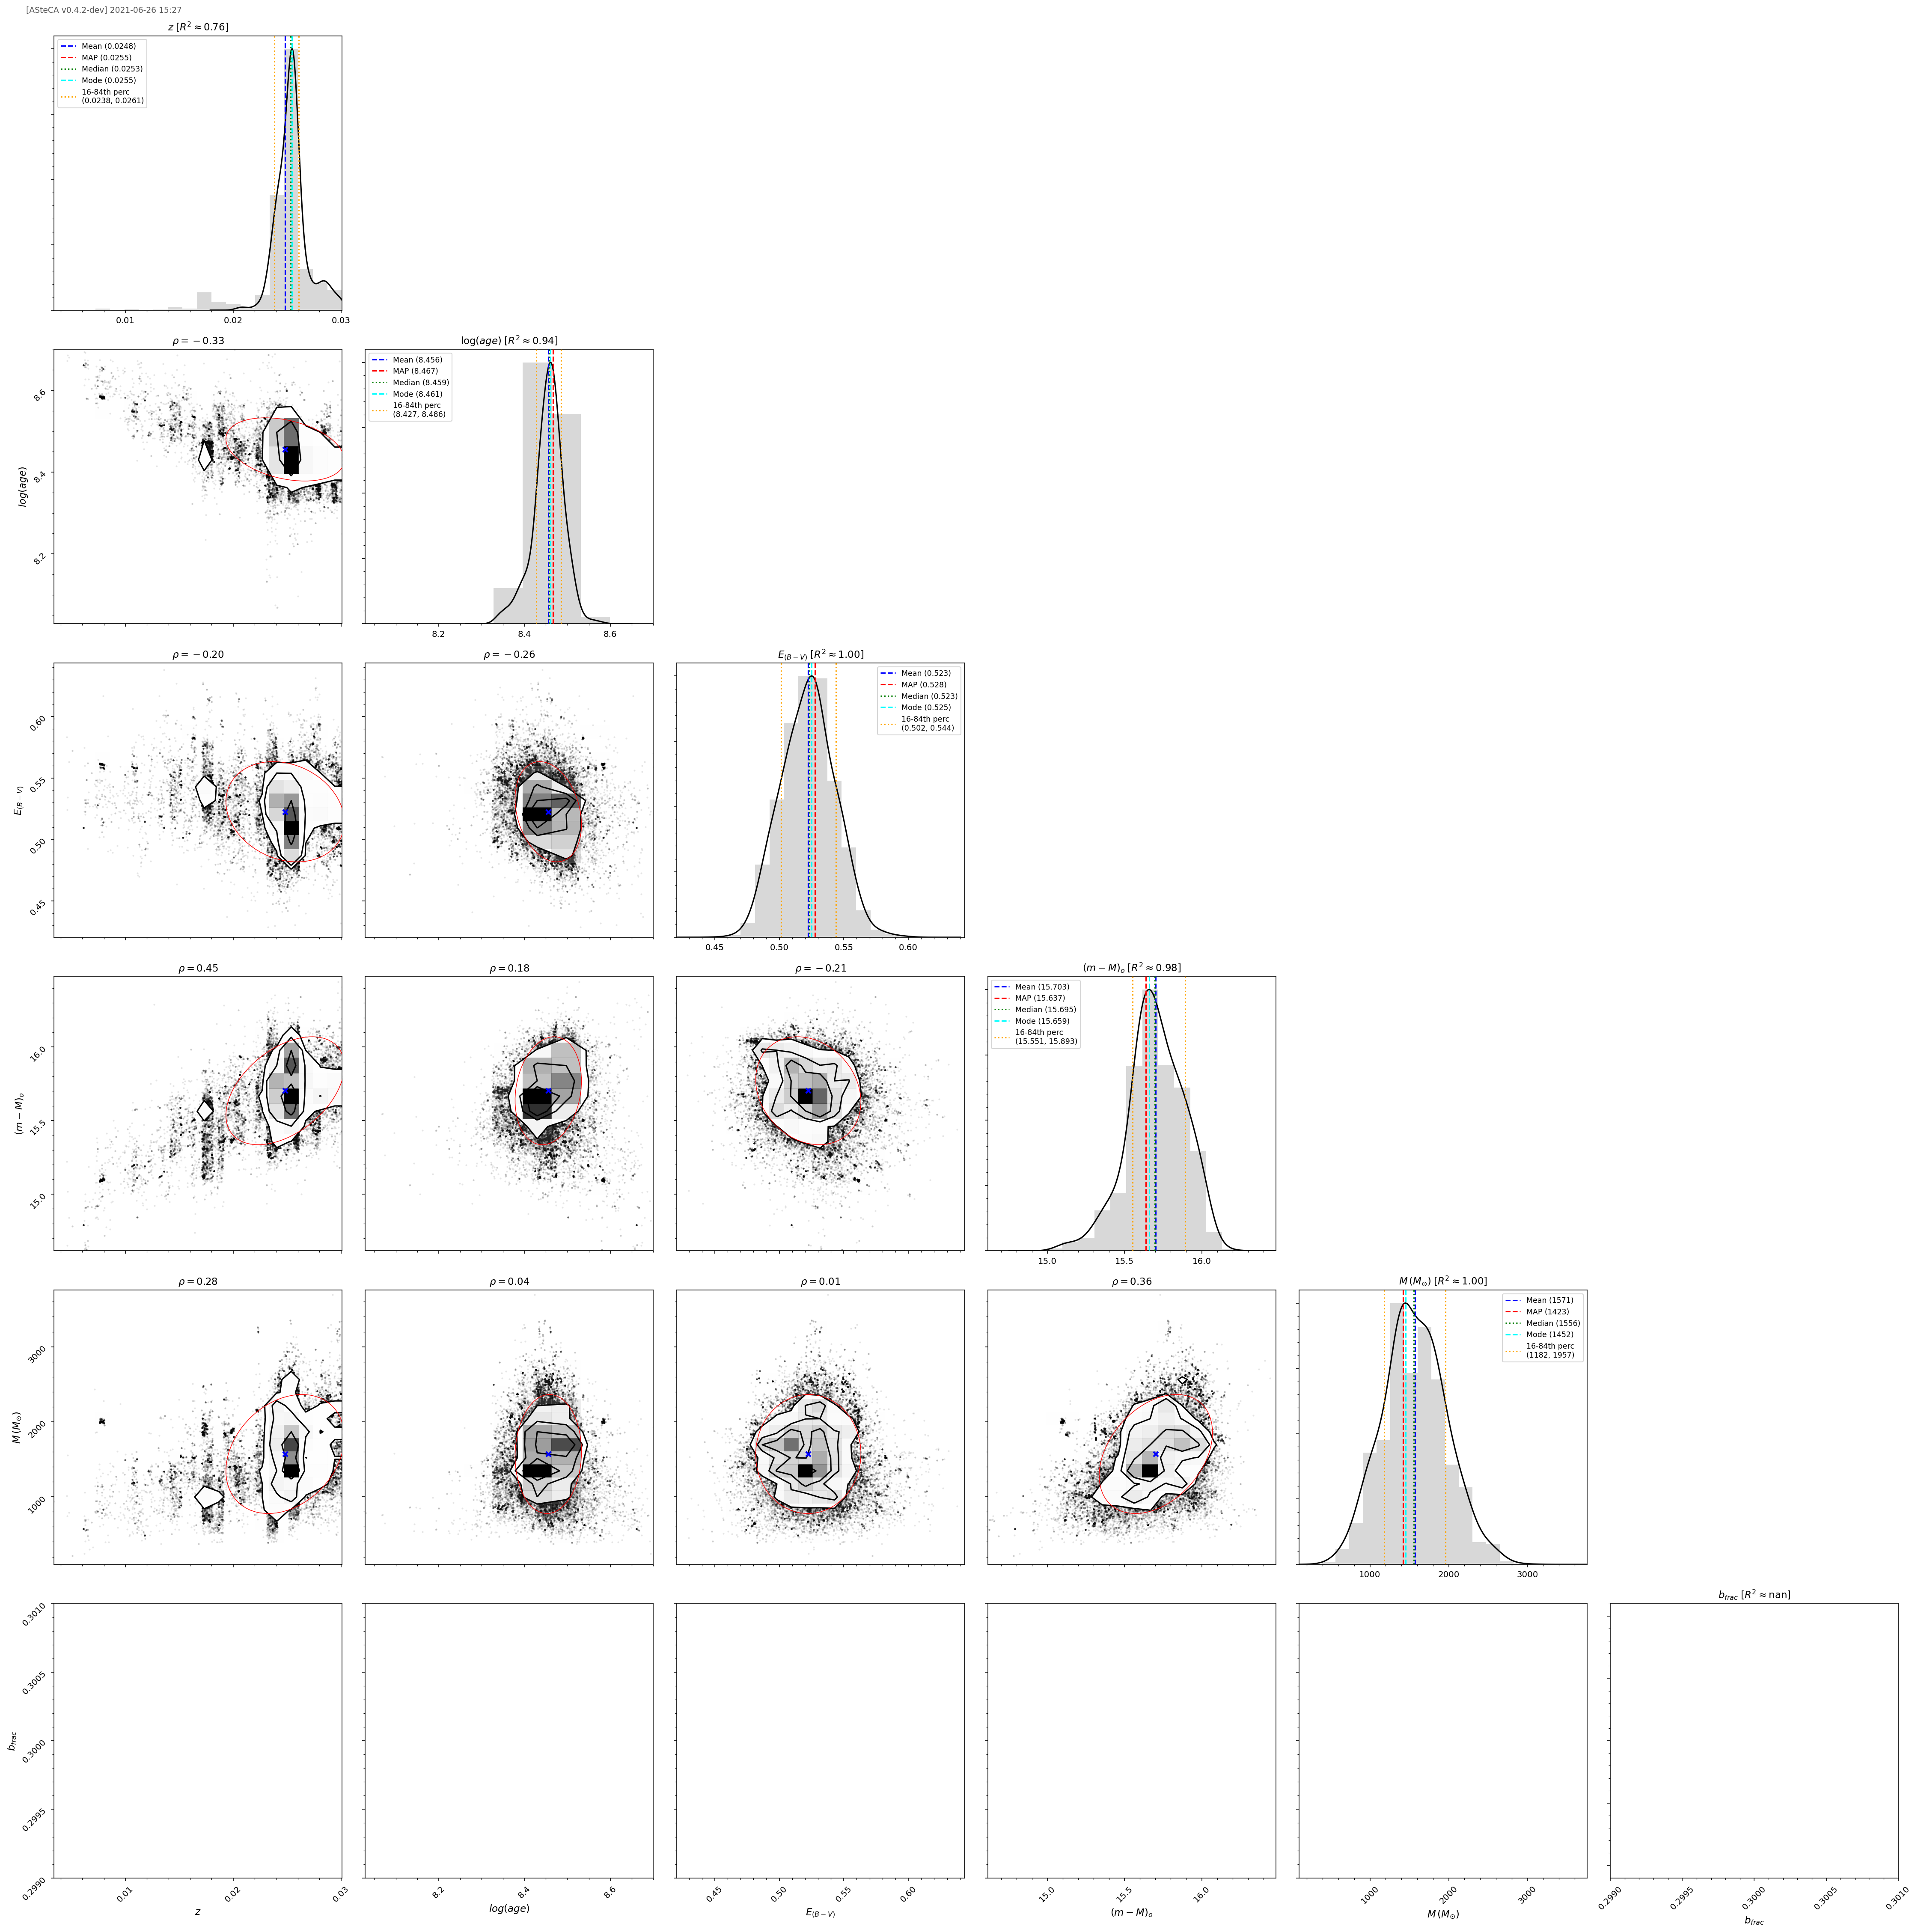 [ASteCA v0.4.2-dev] 2021-06-26 15:27
z [R² ≈ 0.76]
Mean (0.0248)
MAP (0.0255)
Median (0.0253)
Mode (0.0255)
16-84th perc
(0.0238, 0.0261)
0.01 0.02 0.03
ρ = −0.33
log(age) [R² ≈ 0.94]
Mean (8.456)
MAP (8.467)
Median (8.459)
Mode (8.461)
16-84th perc
(8.427, 8.486)
log(age)
8.6
8.4
8.2
8.2 8.4 8.6
ρ = −0.20
ρ = −0.26
E(B − V) [R² ≈ 1.00]
Mean (0.523)
MAP (0.528)
Median (0.523)
Mode (0.525)
16-84th perc
(0.502, 0.544)
E(B − V)
0.60
0.55
0.50
0.45
0.45 0.50 0.55 0.60
ρ = 0.45
ρ = 0.18
ρ = −0.21
(m − M)o [R² ≈ 0.98]
Mean (15.703)
MAP (15.637)
Median (15.695)
Mode (15.659)
16-84th perc
(15.551, 15.893)
(m − M)o
16.0
15.5
15.0
15.0 15.5 16.0
ρ = 0.28
ρ = 0.04
ρ = 0.01
ρ = 0.36
M (M⊙) [R² ≈ 1.00]
Mean (1571)
MAP (1423)
Median (1556)
Mode (1452)
16-84th perc
(1182, 1957)
M (M⊙)
3000
2000
1000
1000 2000 3000
bfrac [R² ≈ nan]
bfrac
0.3010
0.3005
0.3000
0.2995
0.2990
0.01 0.02 0.03
z
8.2 8.4 8.6
log(age)
0.45 0.50 0.55 0.60
E(B − V)
15.0 15.5 16.0
(m − M)o
1000 2000 3000
M (M⊙)
0.2990 0.2995 0.3000 0.3005 0.3010
bfrac